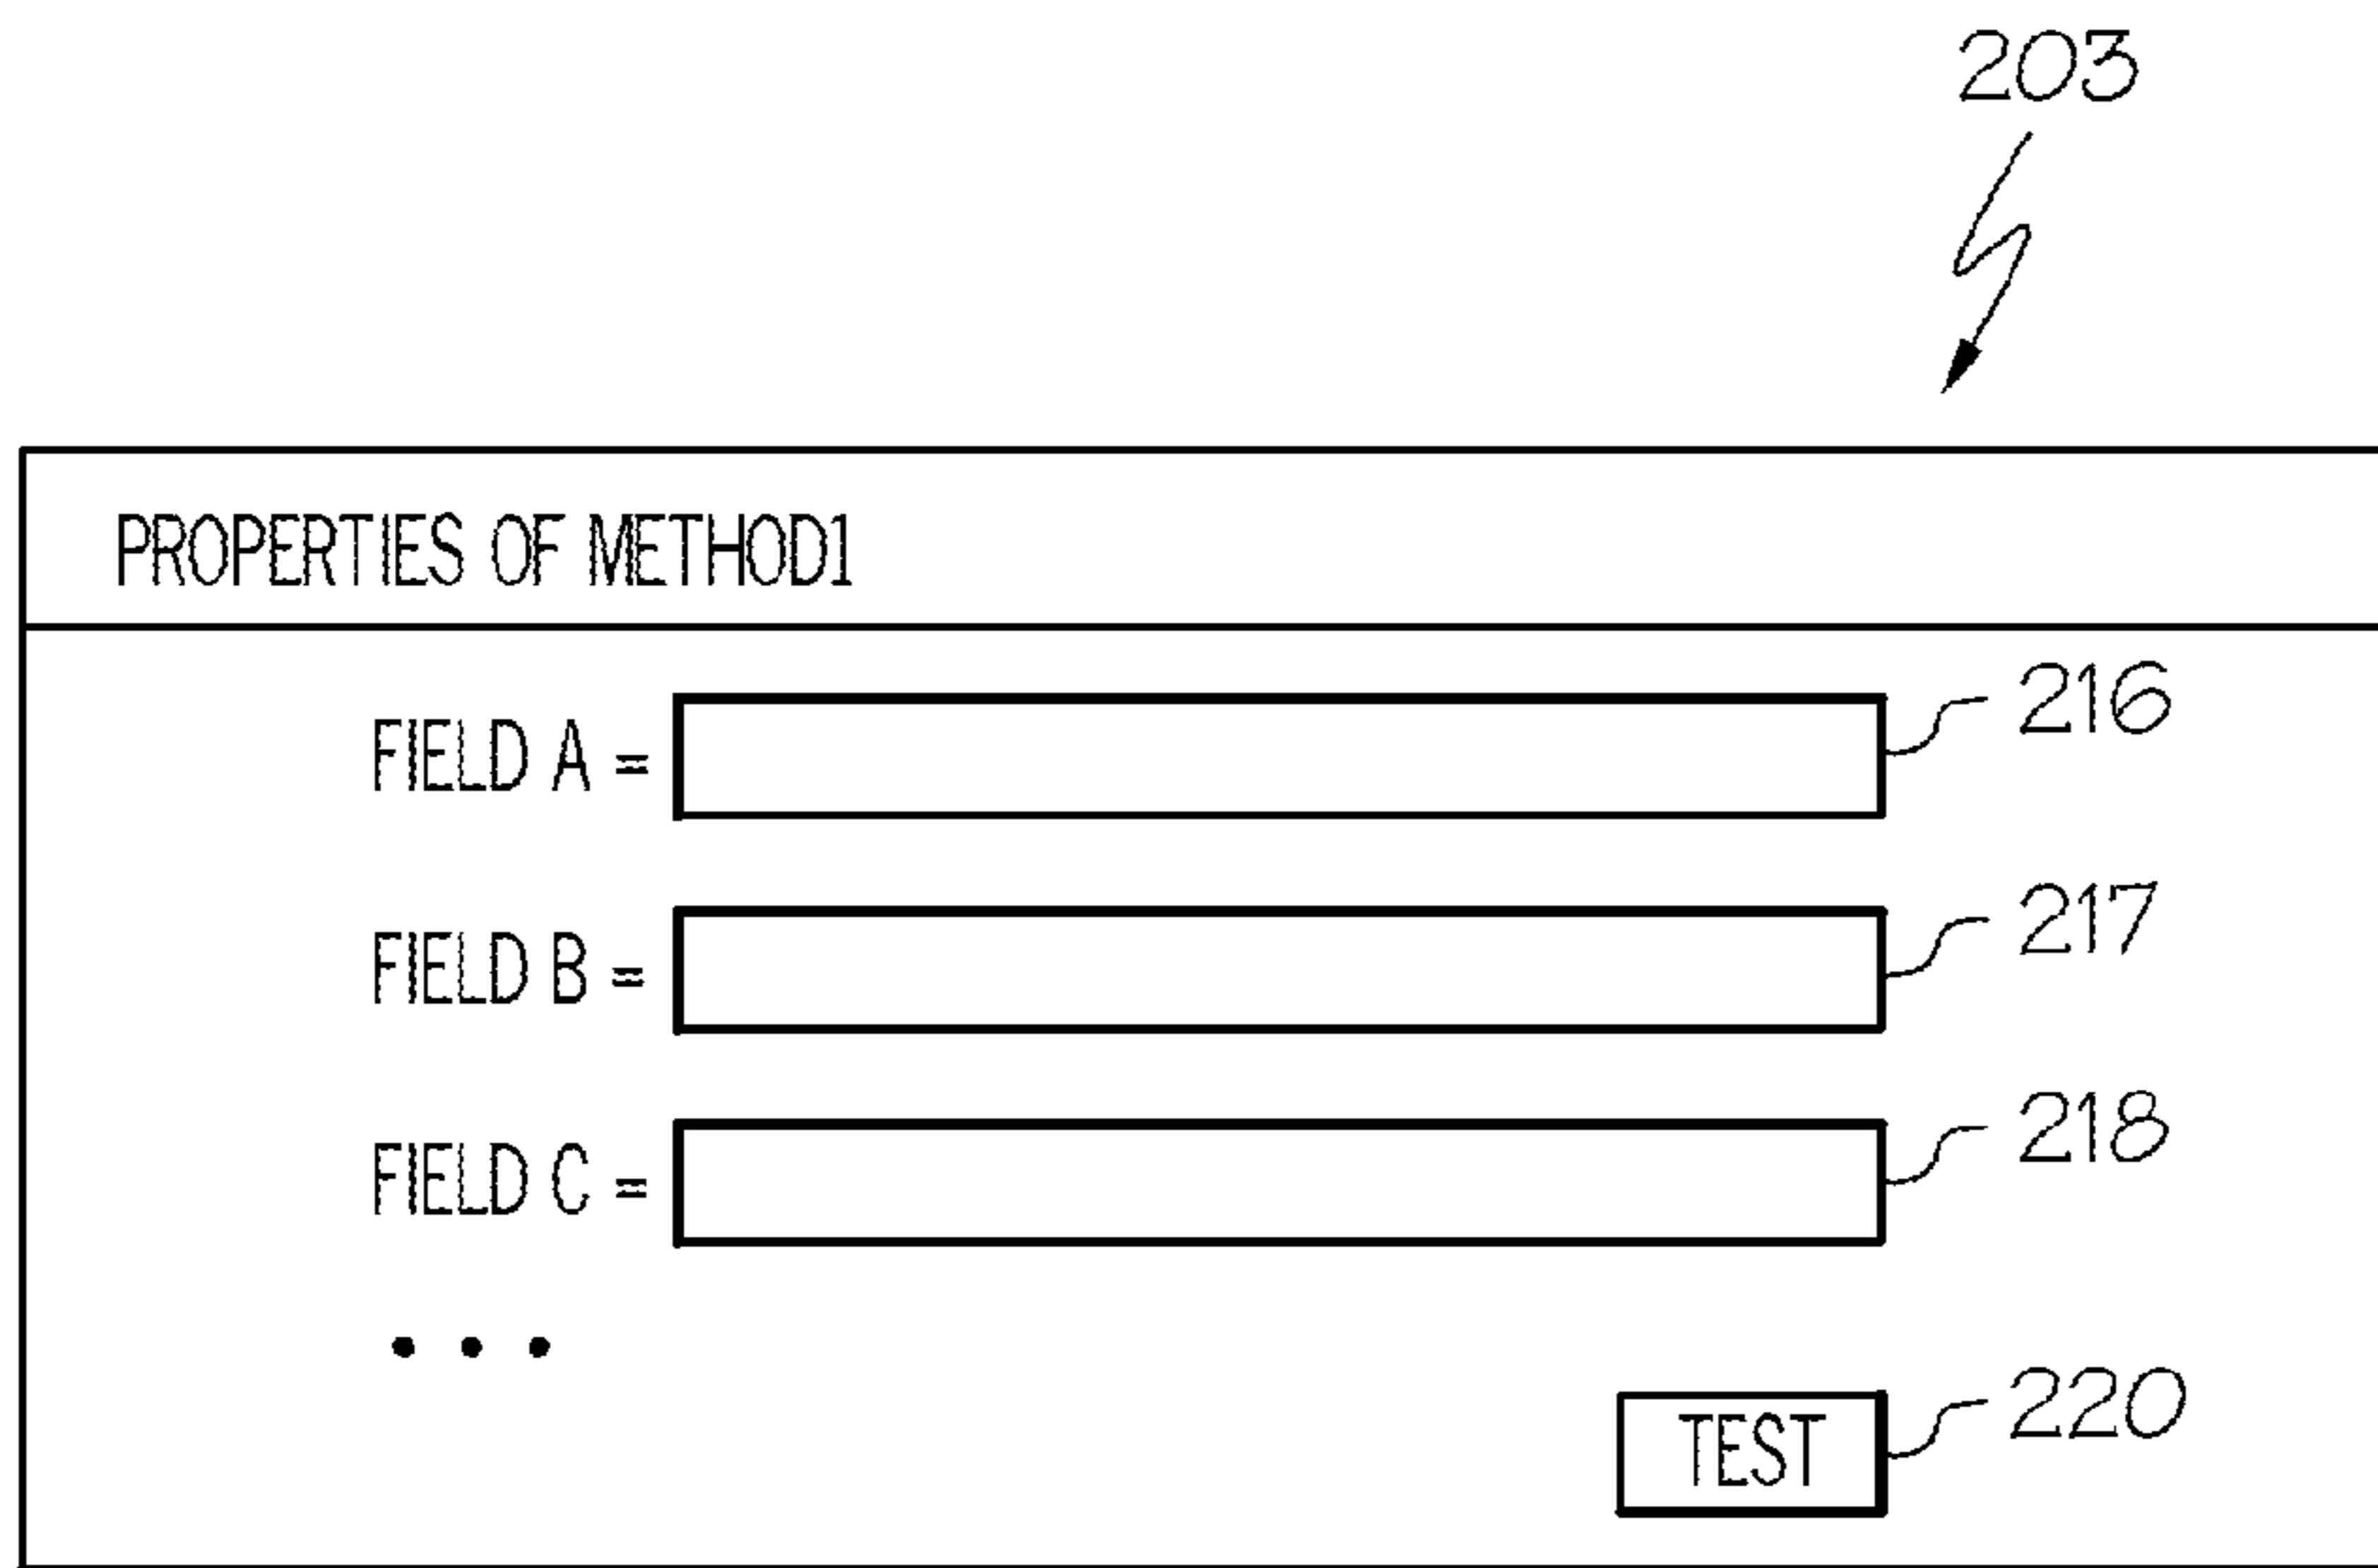 203
PROPERTIES OF METHOD1
FIELD A =
216
FIELD B =
217
FIELD C =
218
• • •
TEST
220